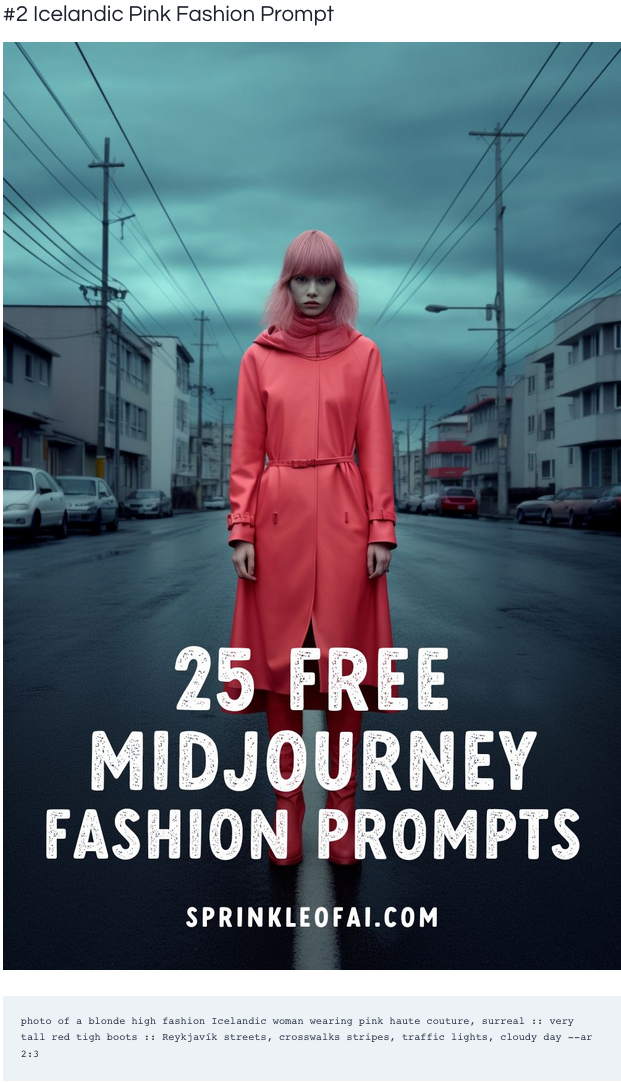 #2 Icelandic Pink Fashion Prompt
25 FREE
MIDJOURNEY
FASHION PROMPTS
SPRINKLEOFAI.COM
photo of a blonde high fashion Icelandic woman wearing pink haute couture, surreal :: very
tall red tigh boots :: Reykjavík streets, crosswalks stripes, traffic lights, cloudy day --ar
2:3